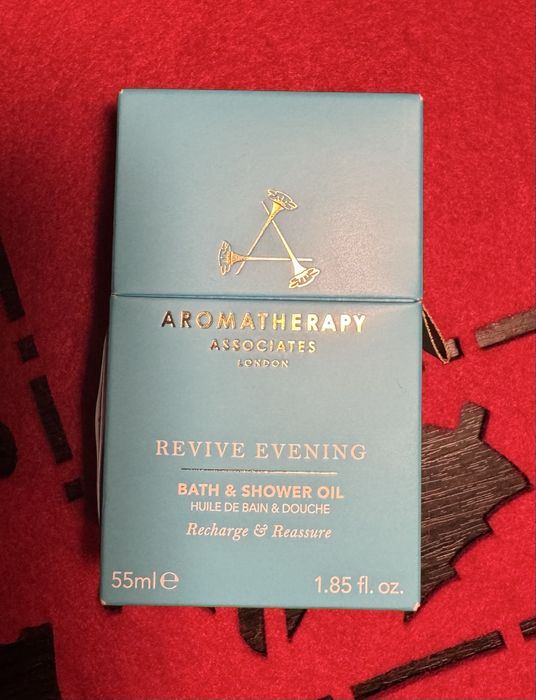 AROMATHERAPY
ASSOCIATES
LONDON
REVIVE EVENING
BATH & SHOWER OIL
HUILE DE BAIN & DOUCHE
Recharge & Reassure
55ml ℮ 1.85 fl. oz.